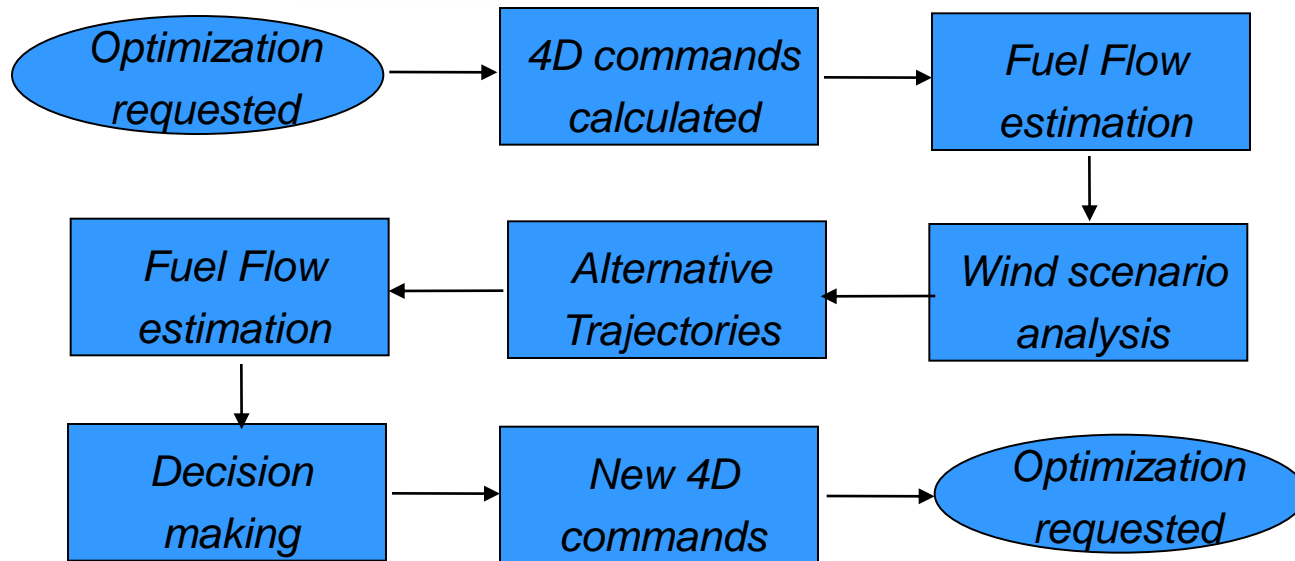 Optimization
requested
4D commands
calculated
Fuel Flow
estimation
Fuel Flow
estimation
Alternative
Trajectories
Wind scenario
analysis
Decision
making
New 4D
commands
Optimization
requested